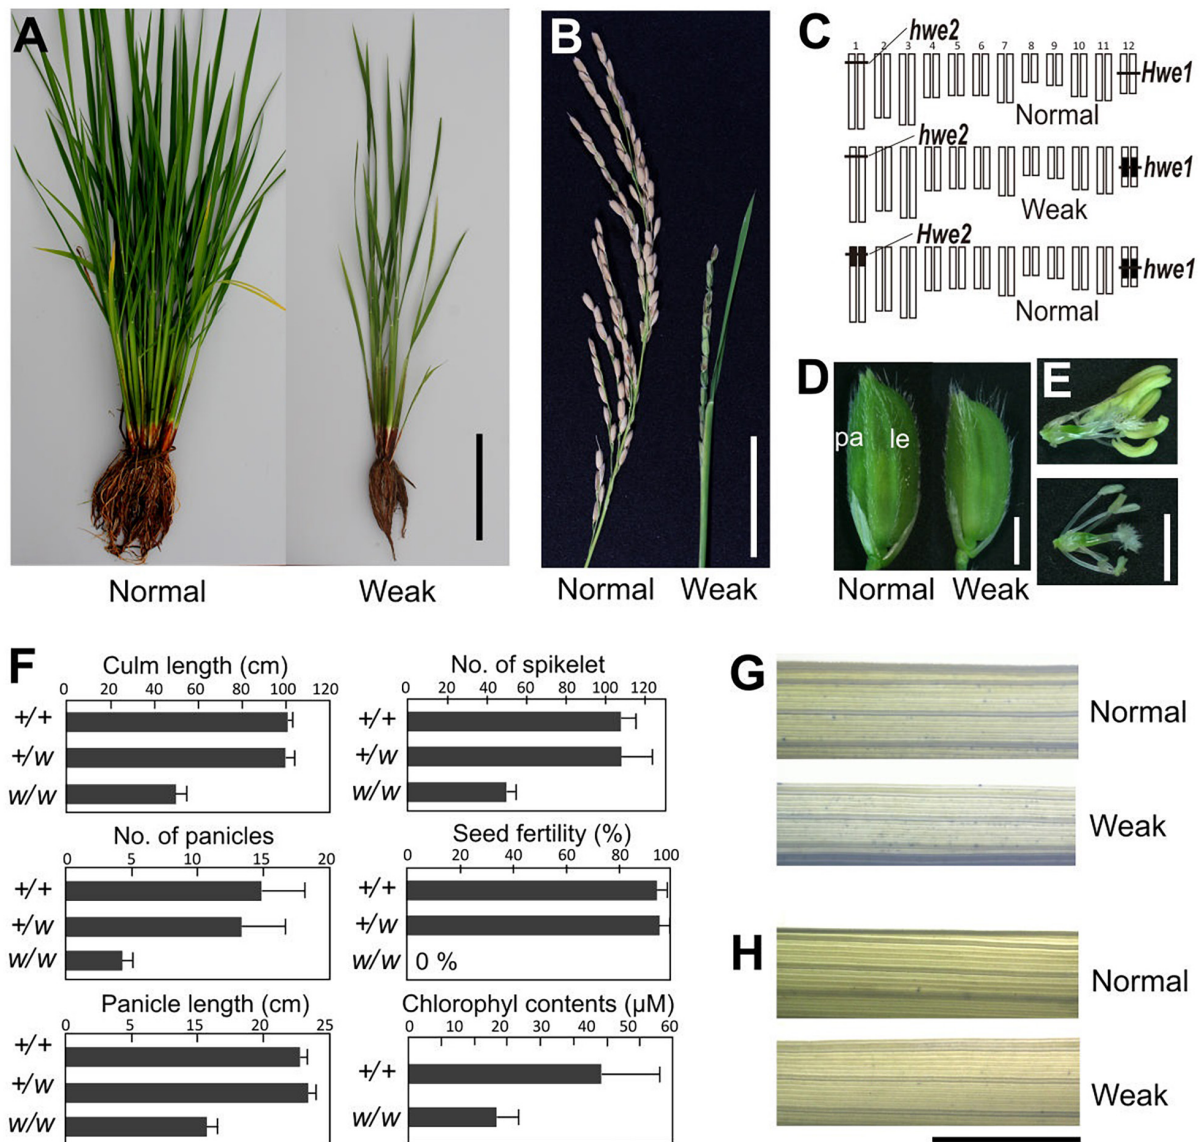 A
Normal
Weak
B
Normal
Weak
C
hwe2
1 2 3 4 5 6 7 8 9 10 11 12
Hwe1
Normal
hwe2
hwe1
Weak
Hwe2
hwe1
Normal
D
pa
le
Normal
Weak
E
F
Culm length (cm)
0 20 40 60 80 100 120
+/+
+/w
w/w
No. of spikelet
0 20 40 60 80 100 120
+/+
+/w
w/w
No. of panicles
0 5 10 15 20
+/+
+/w
w/w
Seed fertility (%)
0 20 40 60 80 100
+/+
+/w
w/w
0 %
Panicle length (cm)
0 5 15 20 25
+/+
+/w
w/w
Chlorophyl contents (µM)
0 10 20 30 40 50 60
+/+
w/w
G
Normal
Weak
H
Normal
Weak